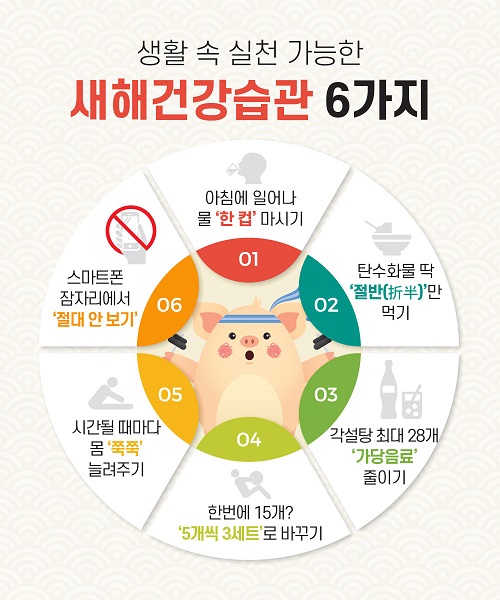 생활 속 실천 가능한
새해건강습관 6가지
아침에 일어나
물 ‘한 컵’ 마시기
01
탄수화물 딱
‘절반(折半)’만
먹기
02
각설탕 최대 28개
‘가당음료’
줄이기
03
한번에 15개?
‘5개씩 3세트’로 바꾸기
04
시간될 때마다
몸 ‘쭉쭉’
늘려주기
05
스마트폰
잠자리에서
‘절대 안 보기’
06